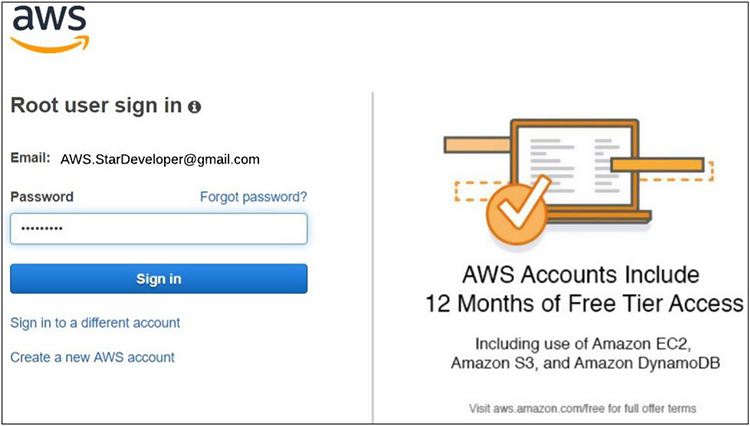 aws
Root user sign in
Email: AWS.StarDeveloper@gmail.com
Password Forgot password?
•••••••••
Sign in
Sign in to a different account
Create a new AWS account
AWS Accounts Include
12 Months of Free Tier Access
Including use of Amazon EC2,
Amazon S3, and Amazon DynamoDB
Visit aws.amazon.com/free for full offer terms